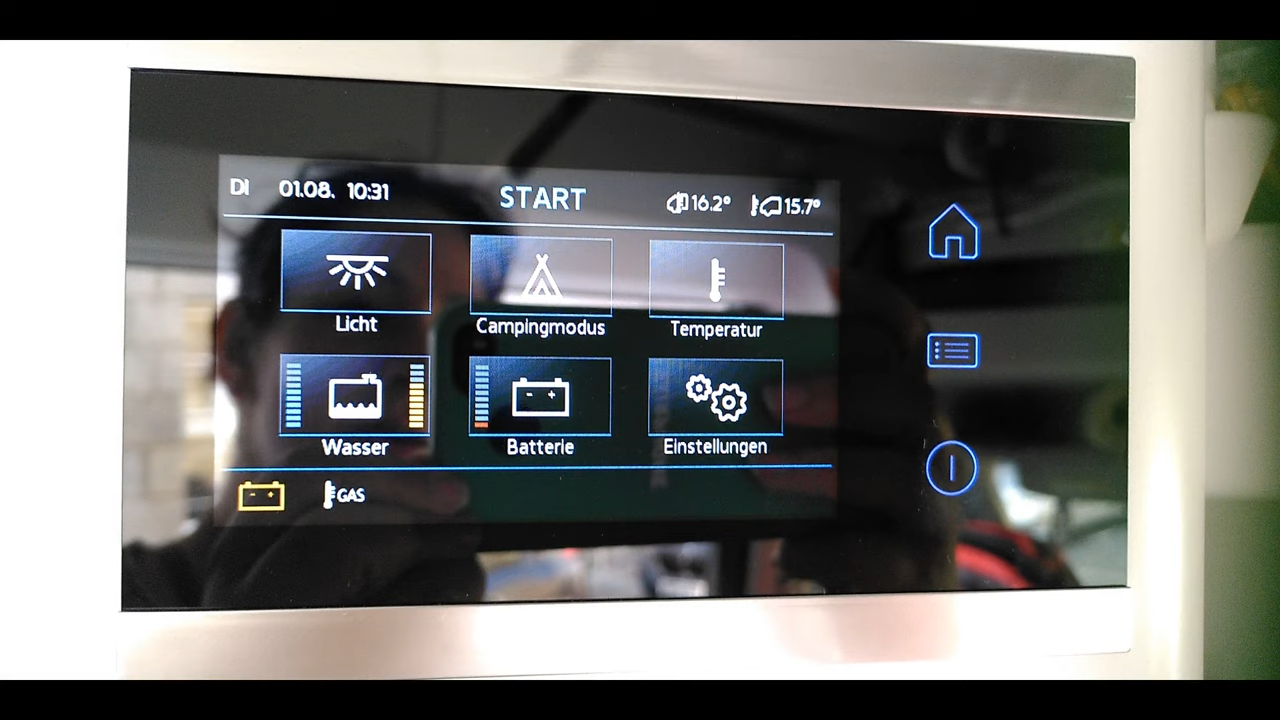 DI 01.08. 10:31 START 16.2° 15.7°
Licht Campingmodus Temperatur
Wasser Batterie Einstellungen
GAS